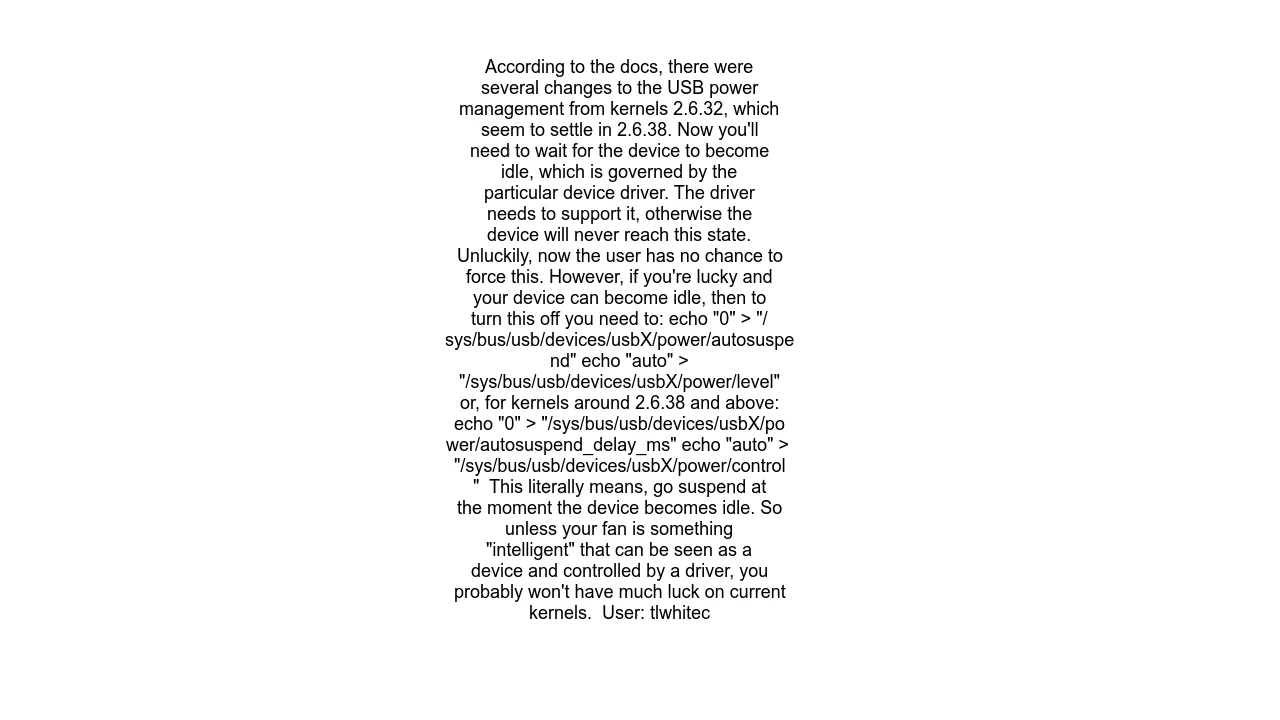 According to the docs, there were
several changes to the USB power
management from kernels 2.6.32, which
seem to settle in 2.6.38. Now you'll
need to wait for the device to become
idle, which is governed by the
particular device driver. The driver
needs to support it, otherwise the
device will never reach this state.
Unluckily, now the user has no chance to
force this. However, if you're lucky and
your device can become idle, then to
turn this off you need to: echo "0" > "/
sys/bus/usb/devices/usbX/power/autosuspe
nd" echo "auto" >
"/sys/bus/usb/devices/usbX/power/level"
or, for kernels around 2.6.38 and above:
echo "0" > "/sys/bus/usb/devices/usbX/po
wer/autosuspend_delay_ms" echo "auto" >
"/sys/bus/usb/devices/usbX/power/control
"  This literally means, go suspend at
the moment the device becomes idle. So
unless your fan is something
"intelligent" that can be seen as a
device and controlled by a driver, you
probably won't have much luck on current
kernels.  User: tlwhitec